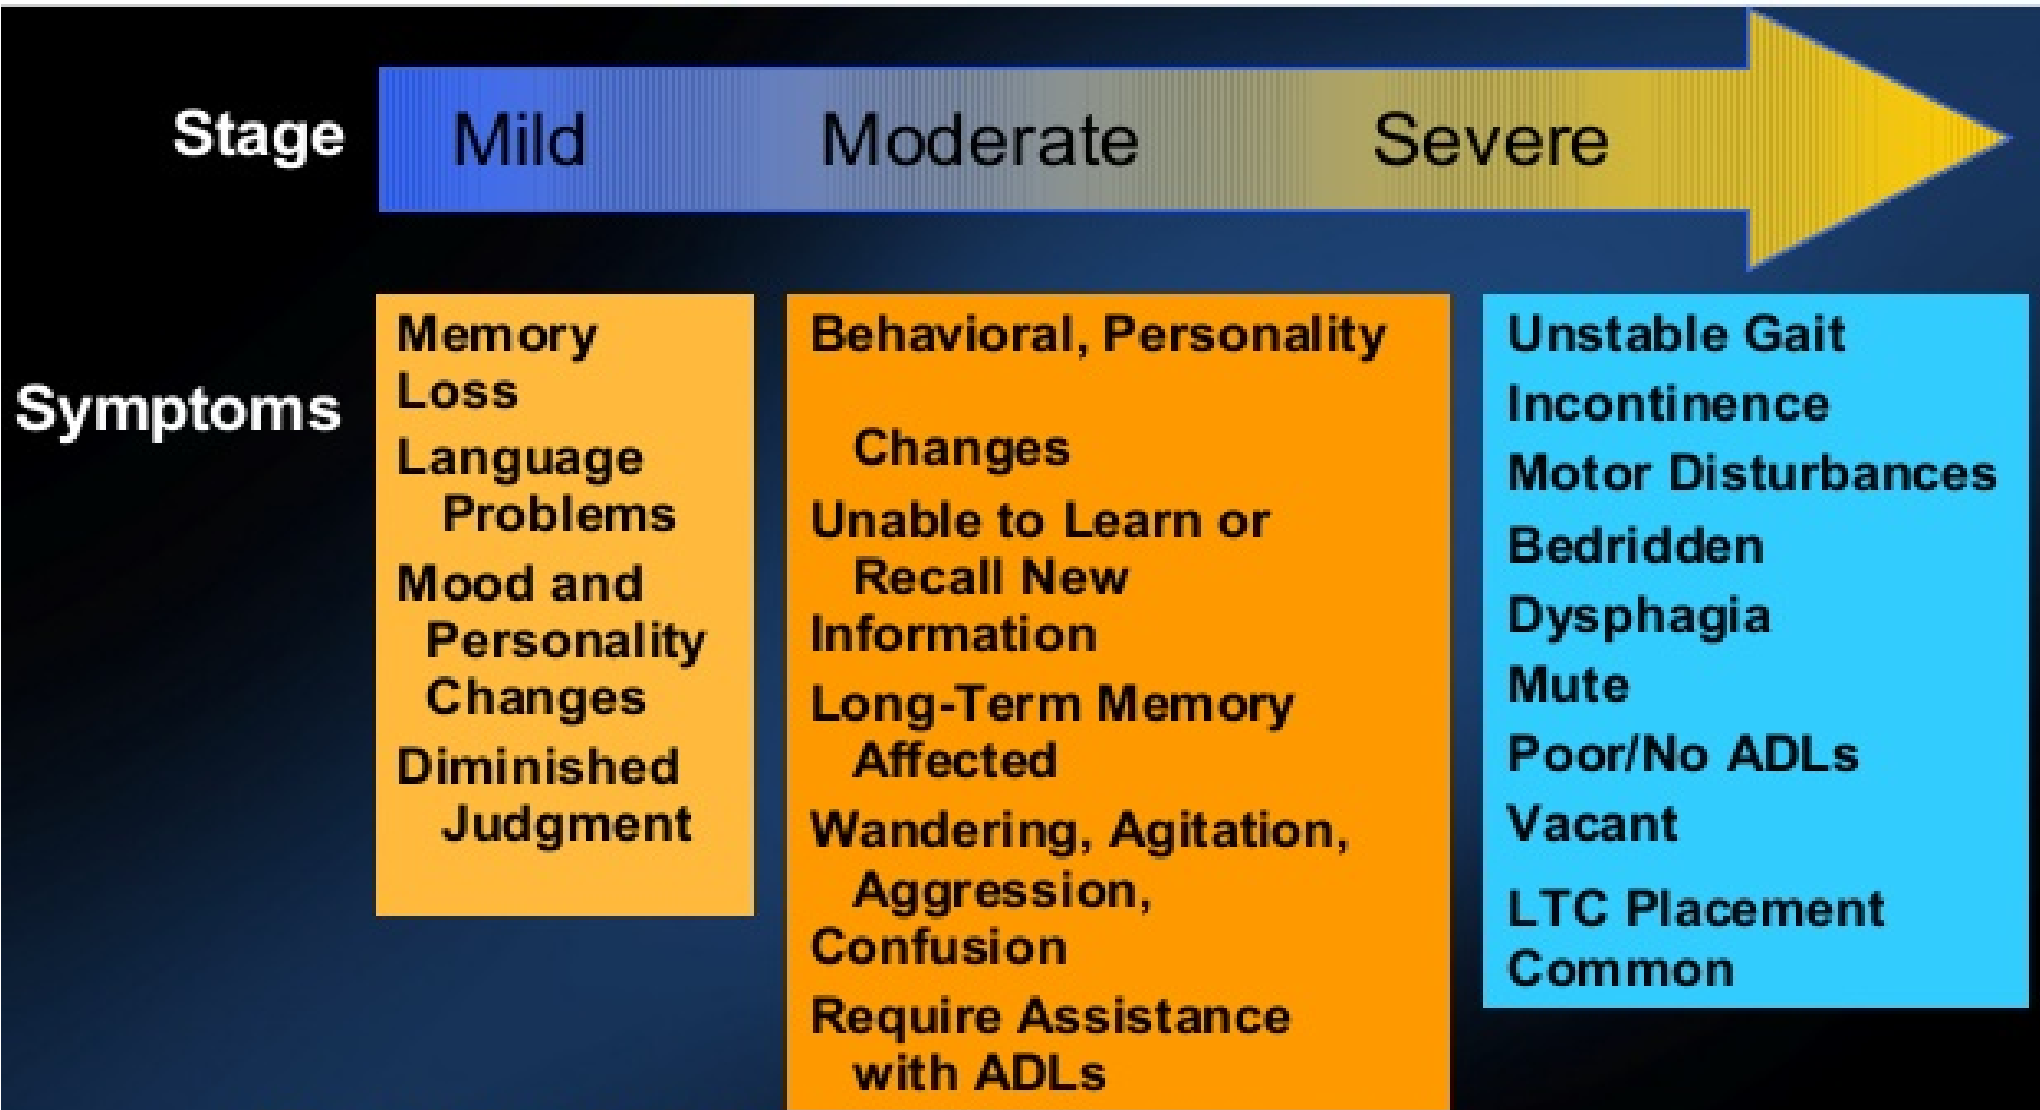 Stage
Mild
Moderate
Severe
Symptoms
Memory
Loss
Language
Problems
Mood and
Personality
Changes
Diminished
Judgment
Behavioral, Personality
Changes
Unable to Learn or
Recall New
Information
Long-Term Memory
Affected
Wandering, Agitation,
Aggression,
Confusion
Require Assistance
with ADLs
Unstable Gait
Incontinence
Motor Disturbances
Bedridden
Dysphagia
Mute
Poor/No ADLs
Vacant
LTC Placement
Common